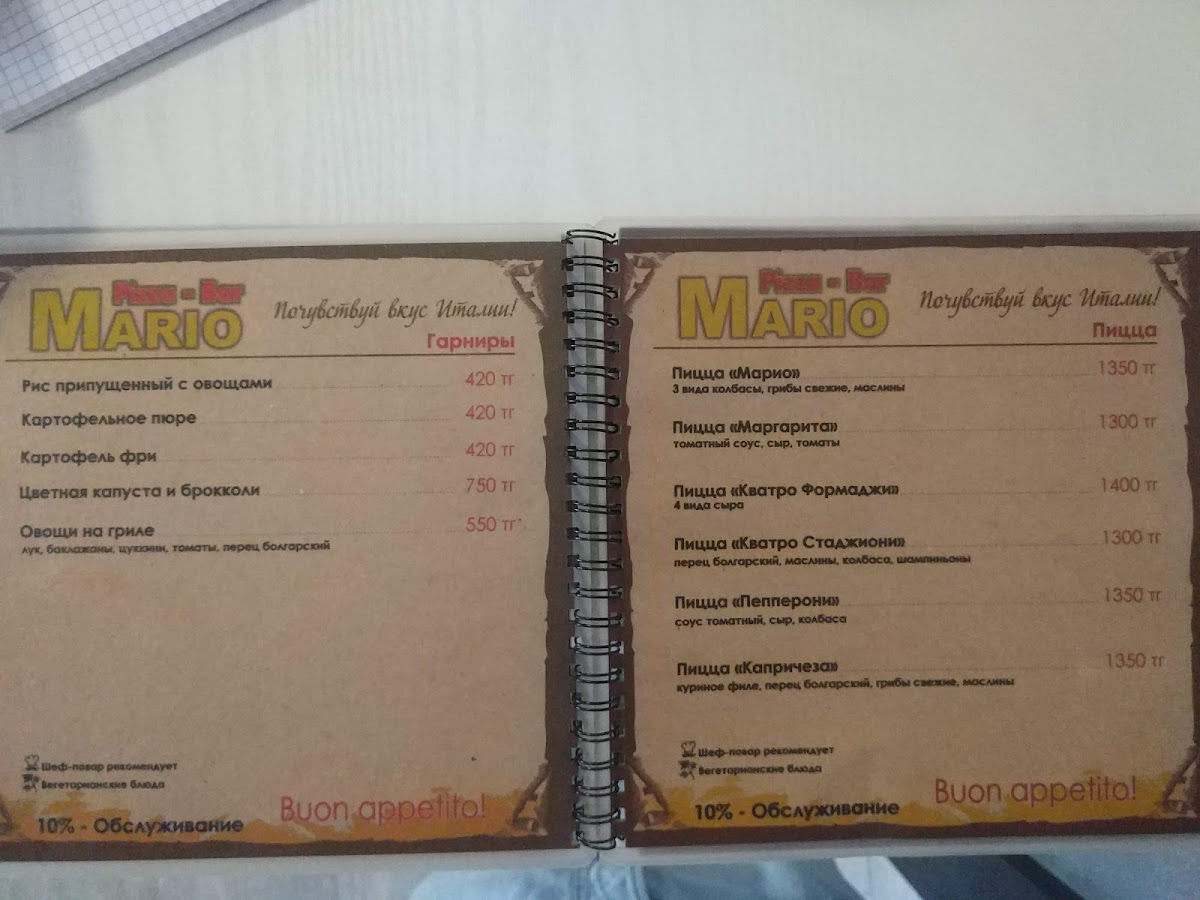 Pizza - Bar
MARIO
Почувствуй вкус Италии!
Гарниры
Рис припущенный с овощами 420 тг
Картофельное пюре 420 тг
Картофель фри 420 тг
Цветная капуста и брокколи 750 тг
Овощи на гриле 550 тг
лук, баклажаны, цуккини, томаты, перец болгарский
Шеф-повар рекомендует
Вегетарианские блюда
10% - Обслуживание
Buon appetito!
Pizza - Bar
MARIO
Почувствуй вкус Италии!
Пицца
Пицца «Марио» 1350 тг
3 вида колбасы, грибы свежие, маслины
Пицца «Маргарита» 1300 тг
томатный соус, сыр, томаты
Пицца «Кватро Формаджи» 1400 тг
4 вида сыра
Пицца «Кватро Стаджиони» 1300 тг
перец болгарский, маслины, колбаса, шампиньоны
Пицца «Пепперони» 1350 тг
соус томатный, сыр, колбаса
Пицца «Капричеза» 1350 тг
куриное филе, перец болгарский, грибы свежие, маслины
Шеф-повар рекомендует
Вегетарианские блюда
10% - Обслуживание
Buon appetito!